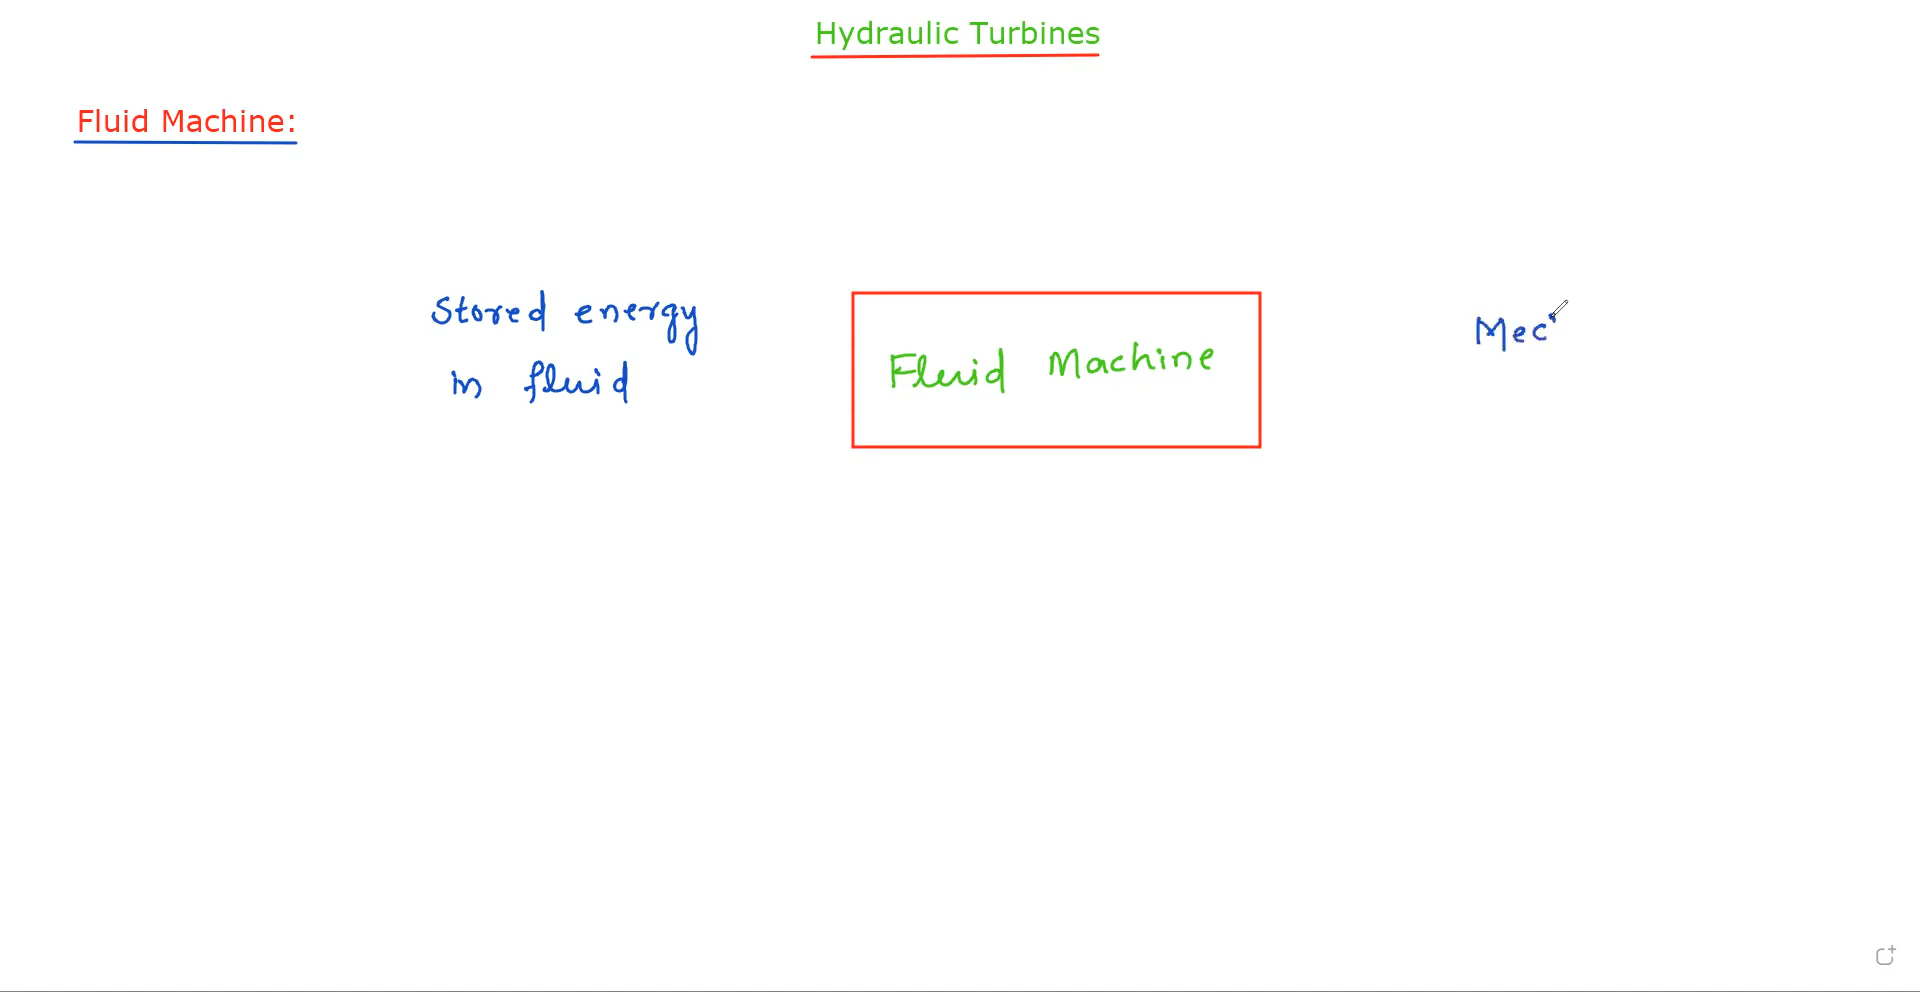 Hydraulic Turbines
Fluid Machine:
Stored energy
in fluid
Fluid Machine
Mec